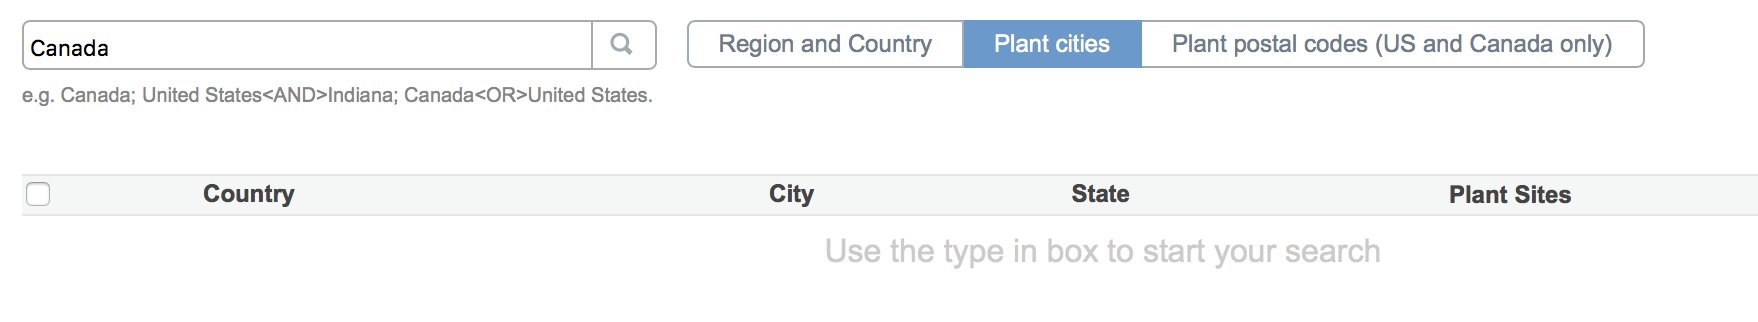 Canada
Region and Country Plant cities Plant postal codes (US and Canada only)
e.g. Canada; United States<AND>Indiana; Canada<OR>United States.
Country City State Plant Sites
Use the type in box to start your search